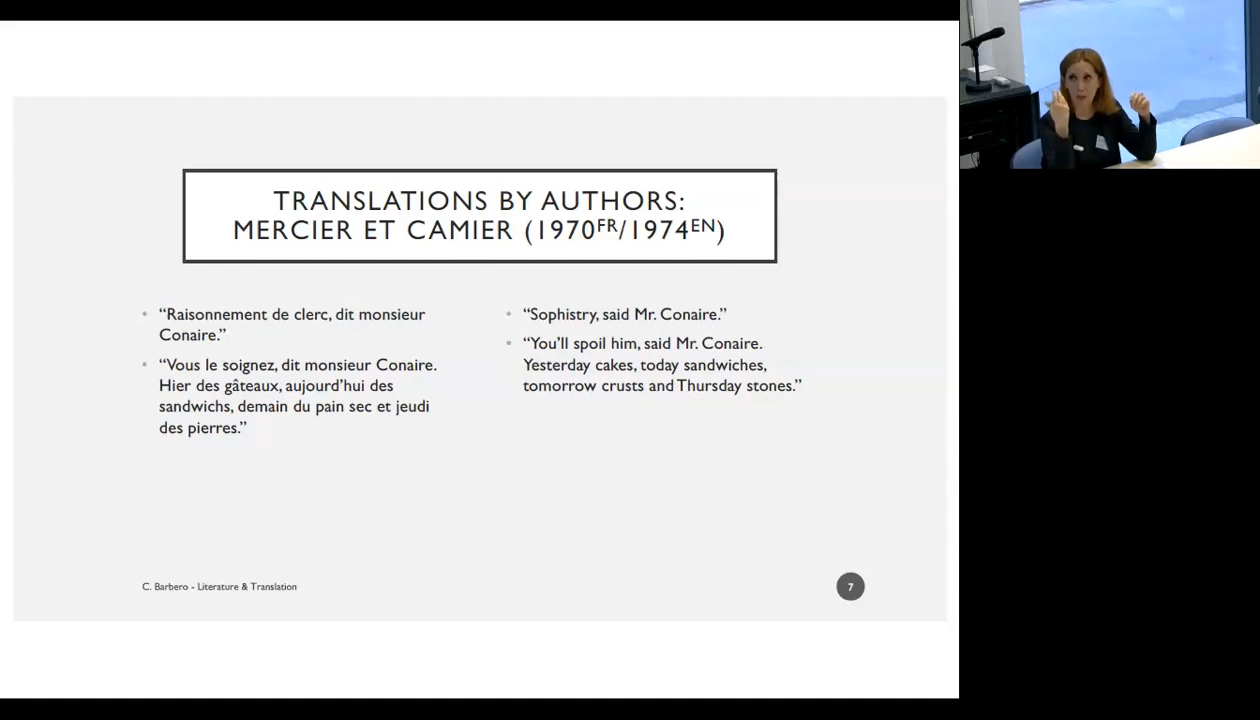 TRANSLATIONS BY AUTHORS:
MERCIER ET CAMIER (1970FR/1974EN)
• “Raisonnement de clerc, dit monsieur
Conaire.”
• “Vous le soignez, dit monsieur Conaire.
Hier des gâteaux, aujourd’hui des
sandwichs, demain du pain sec et jeudi
des pierres.”
• “Sophistry, said Mr. Conaire.”
• “You’ll spoil him, said Mr. Conaire.
Yesterday cakes, today sandwiches,
tomorrow crusts and Thursday stones.”
C. Barbero - Literature & Translation
7